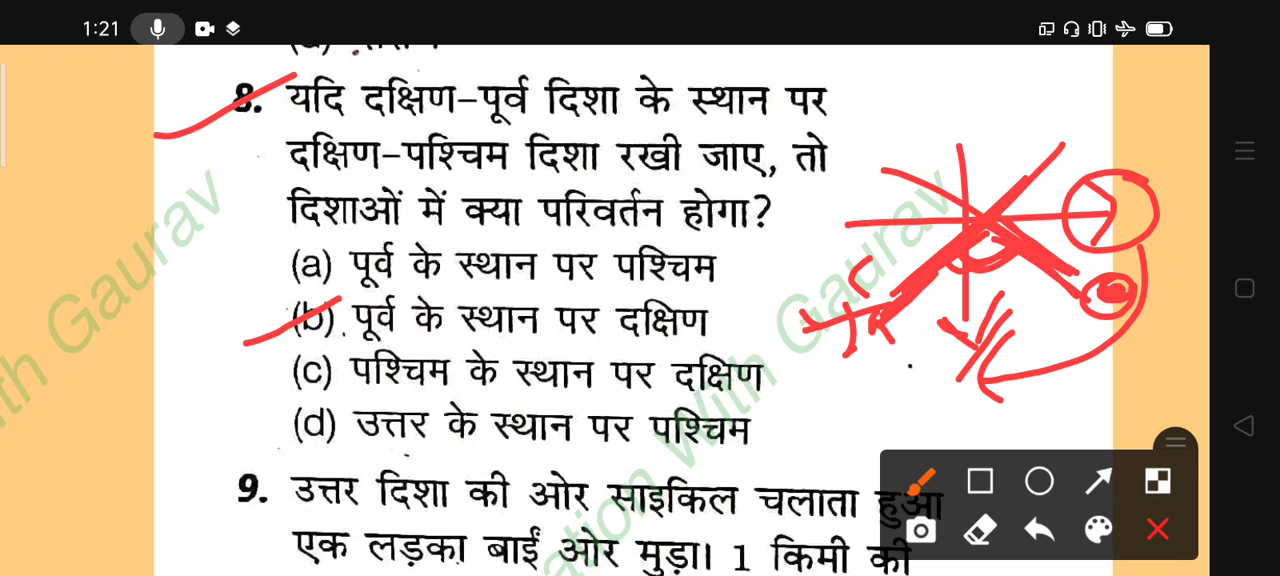 1:21
8. यदि दक्षिण-पूर्व दिशा के स्थान पर
दक्षिण-पश्चिम दिशा रखी जाए, तो
दिशाओं में क्या परिवर्तन होगा?
(a) पूर्व के स्थान पर पश्चिम
(b) पूर्व के स्थान पर दक्षिण
(c) पश्चिम के स्थान पर दक्षिण
(d) उत्तर के स्थान पर पश्चिम
9. उत्तर दिशा की ओर साइकिल चलाता हुआ
एक लड़का बाईं ओर मुड़ा। 1 किमी की
With Gaurav
ation With Gaurav